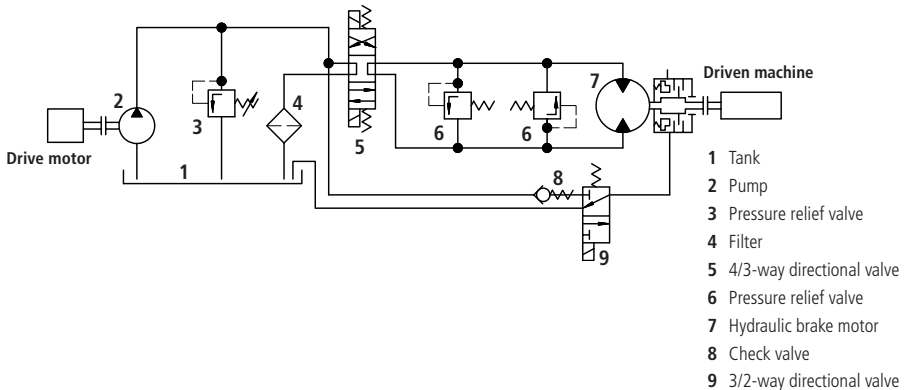 2
3
4
5
6
6
7
Driven machine
Drive motor
1
8
9
1 Tank
2 Pump
3 Pressure relief valve
4 Filter
5 4/3-way directional valve
6 Pressure relief valve
7 Hydraulic brake motor
8 Check valve
9 3/2-way directional valve